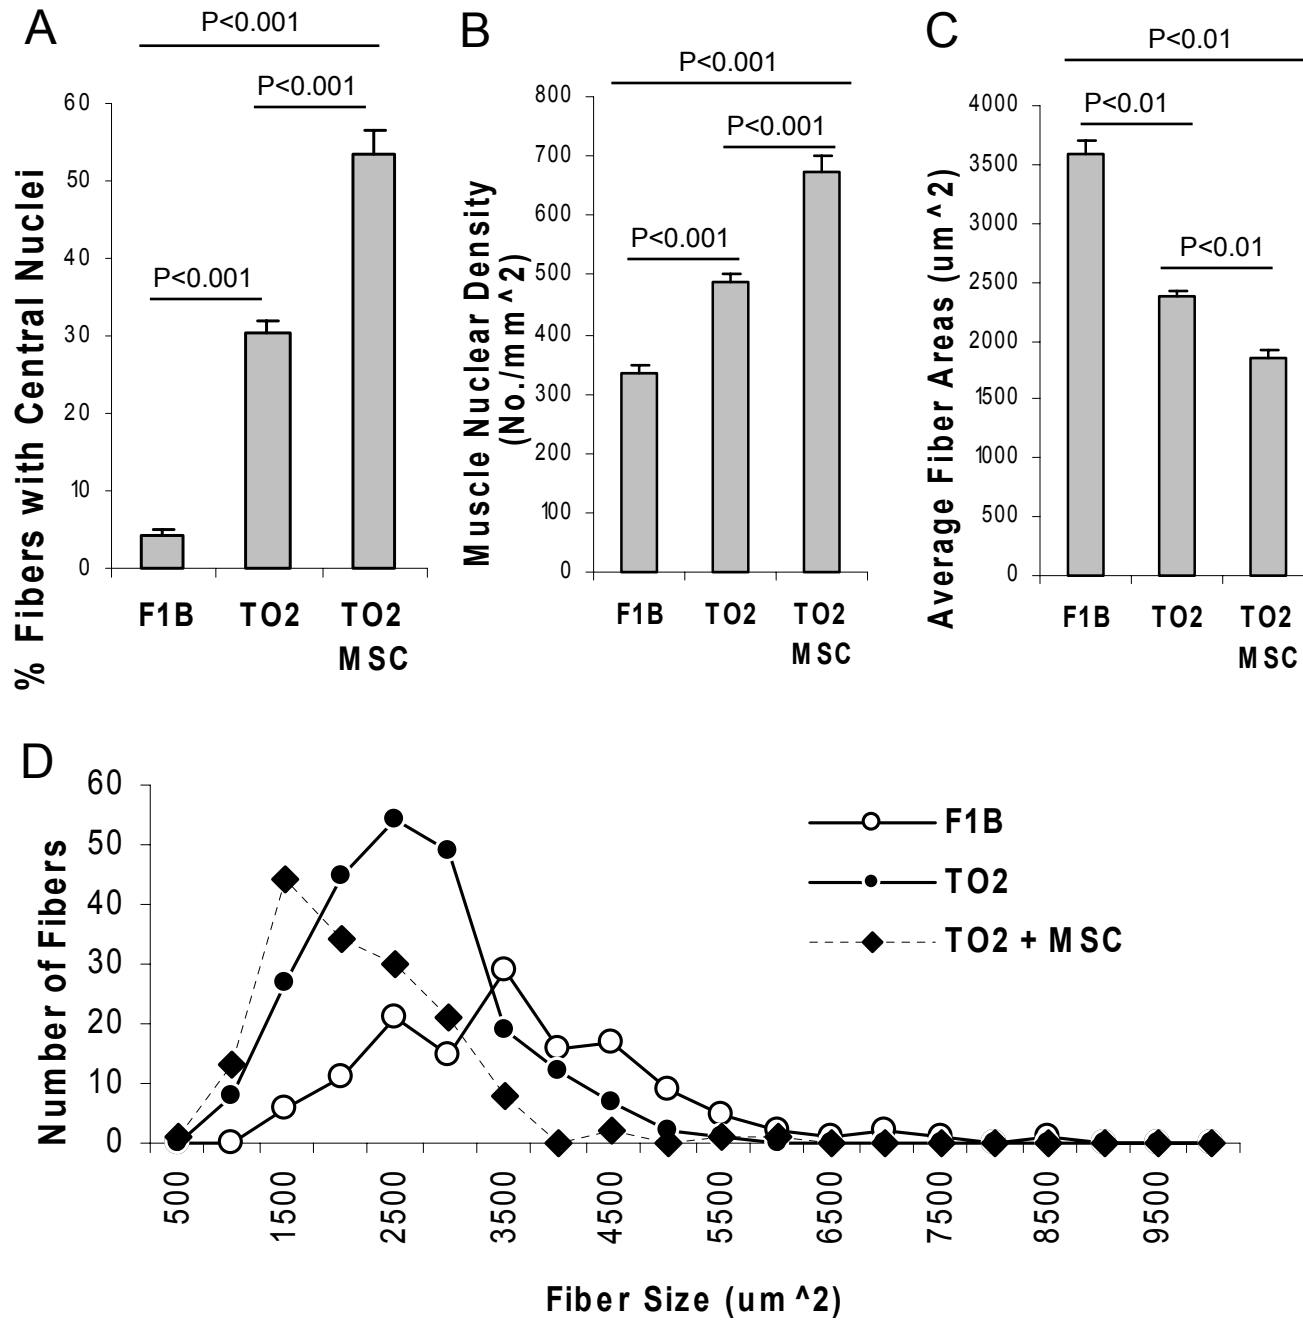 A
P<0.001
P<0.001
P<0.001
% Fibers with Central Nuclei
60
50
40
30
20
10
0
F1B
TO2
TO2
MSC
B
P<0.001
P<0.001
P<0.001
Muscle Nuclear Density
(No./mm^2)
800
700
600
500
400
300
200
100
0
F1B
TO2
TO2
MSC
C
P<0.01
P<0.01
P<0.01
Average Fiber Areas (um^2)
4000
3500
3000
2500
2000
1500
1000
500
0
F1B
TO2
TO2
MSC
D
Number of Fibers
60
50
40
30
20
10
0
F1B
TO2
TO2 + MSC
500
1500
2500
3500
4500
5500
6500
7500
8500
9500
Fiber Size (um^2)